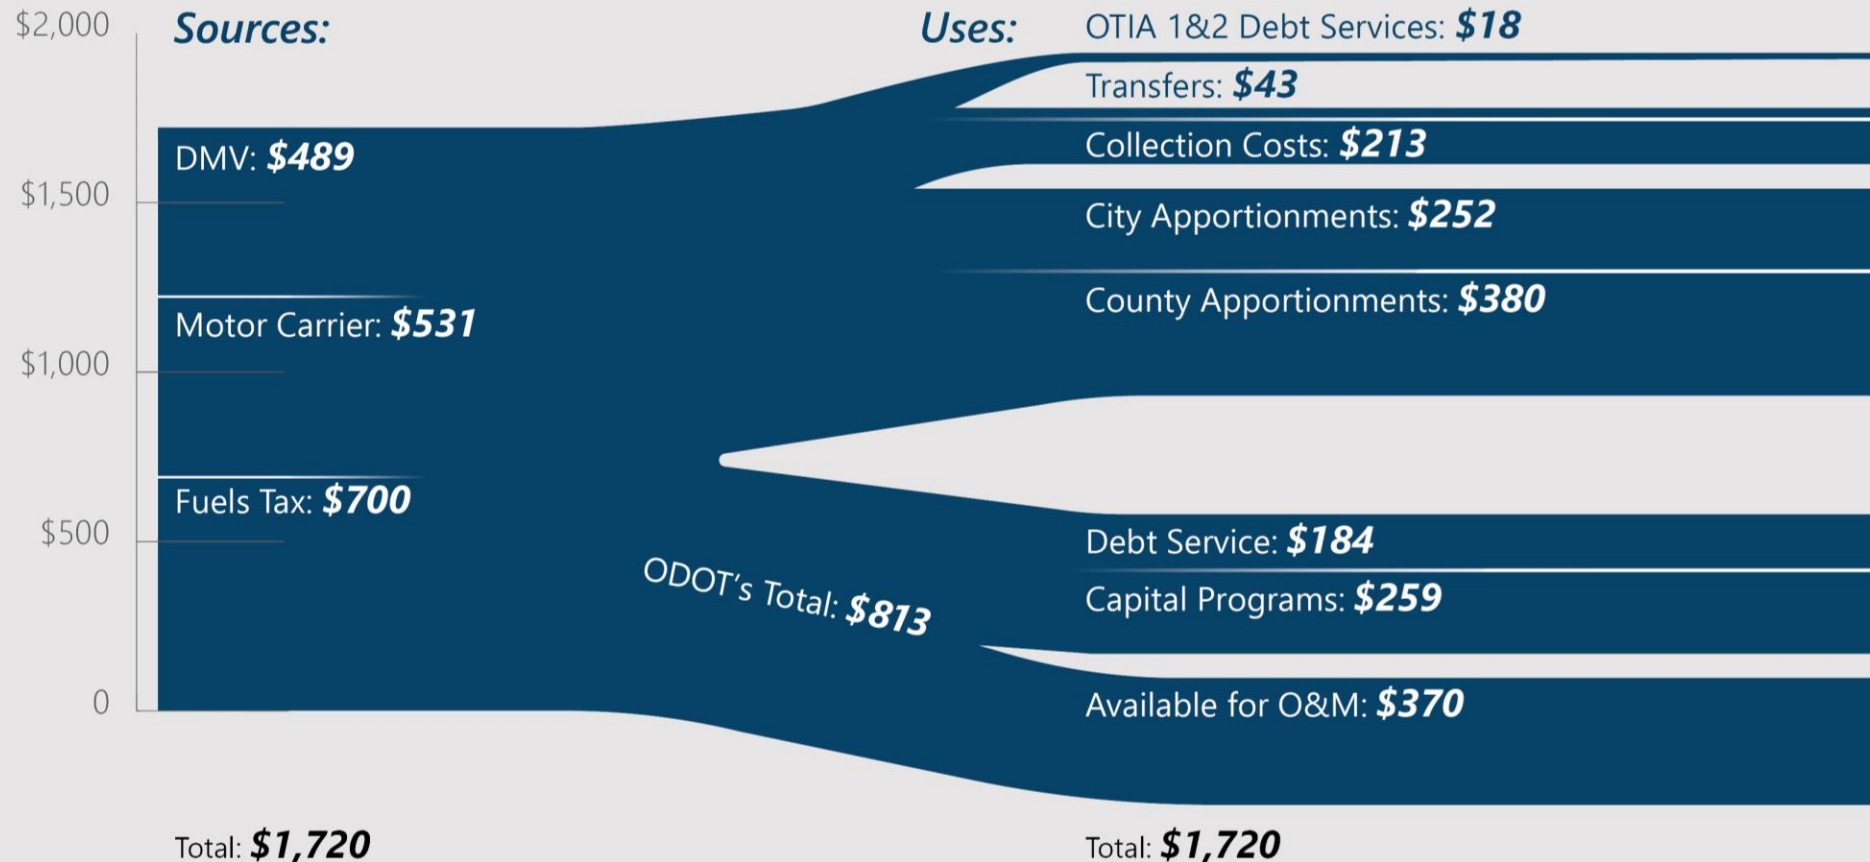 $2,000
$1,500
$1,000
$500
0
Sources:
DMV: $489
Motor Carrier: $531
Fuels Tax: $700
Total: $1,720
ODOT's Total: $813
Uses:
OTIA 1&2 Debt Services: $18
Transfers: $43
Collection Costs: $213
City Apportionments: $252
County Apportionments: $380
Debt Service: $184
Capital Programs: $259
Available for O&M: $370
Total: $1,720